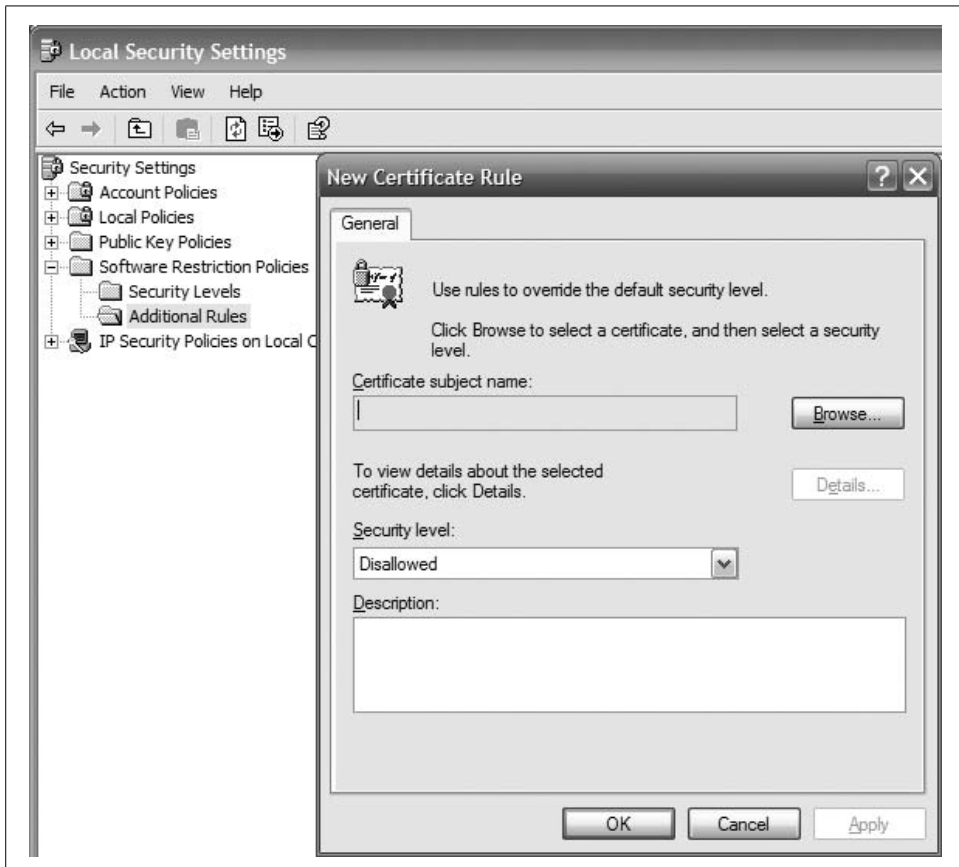 Local Security Settings
File Action View Help
Security Settings
Account Policies
Local Policies
Public Key Policies
Software Restriction Policies
Security Levels
Additional Rules
IP Security Policies on Local C
New Certificate Rule
General
Use rules to override the default security level.
Click Browse to select a certificate, and then select a security
level.
Certificate subject name:
Browse...
To view details about the selected
certificate, click Details.
Details...
Security level:
Disallowed
Description:
OK Cancel Apply